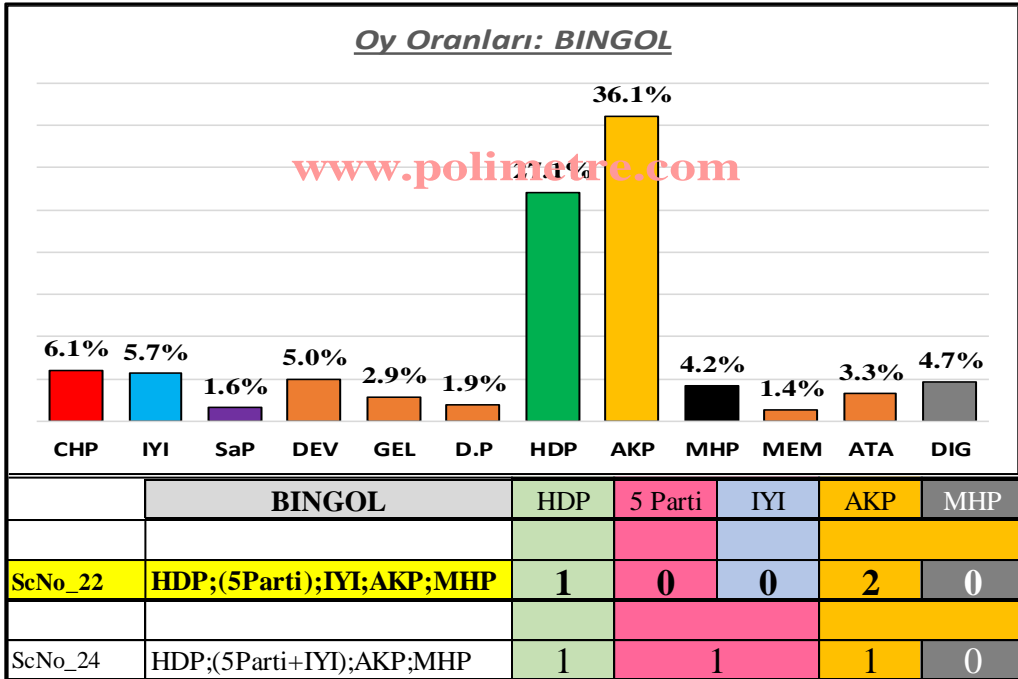 Oy Oranları: BINGOL
36.1%
www.polimetre.com
27.1%
6.1% 5.7% 1.6% 5.0% 2.9% 1.9% 4.2% 1.4% 3.3% 4.7%
CHP IYI SaP DEV GEL D.P HDP AKP MHP MEM ATA DIG
BINGOL HDP 5 Parti IYI AKP MHP
ScNo_22 HDP;(5Parti);IYI;AKP;MHP 1 0 0 2 0
ScNo_24 HDP;(5Parti+IYI);AKP;MHP 1 1 1 0